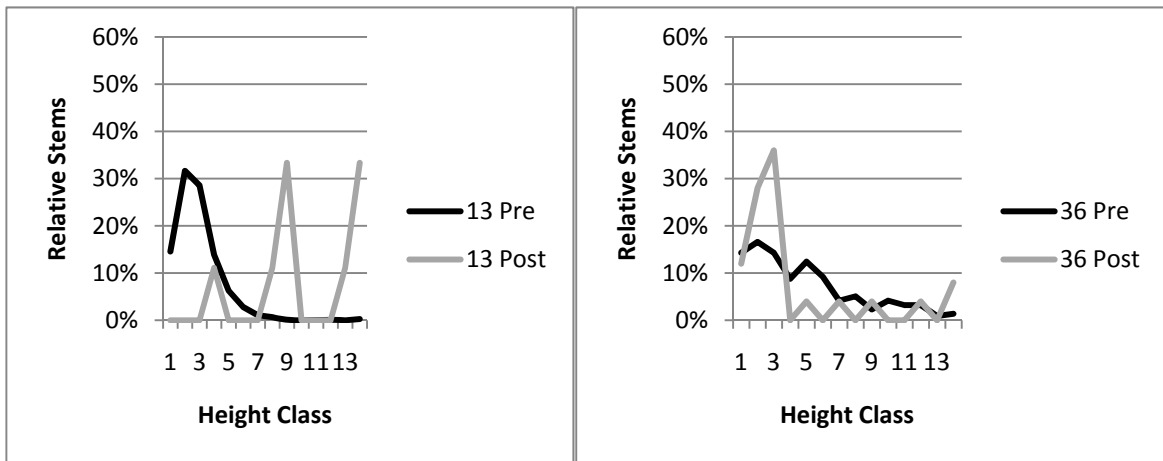 60%
50%
40%
30%
20%
10%
0%
Relative Stems
1 3 5 7 9 11 13
Height Class
13 Pre
13 Post
60%
50%
40%
30%
20%
10%
0%
Relative Stems
1 3 5 7 9 11 13
Height Class
36 Pre
36 Post